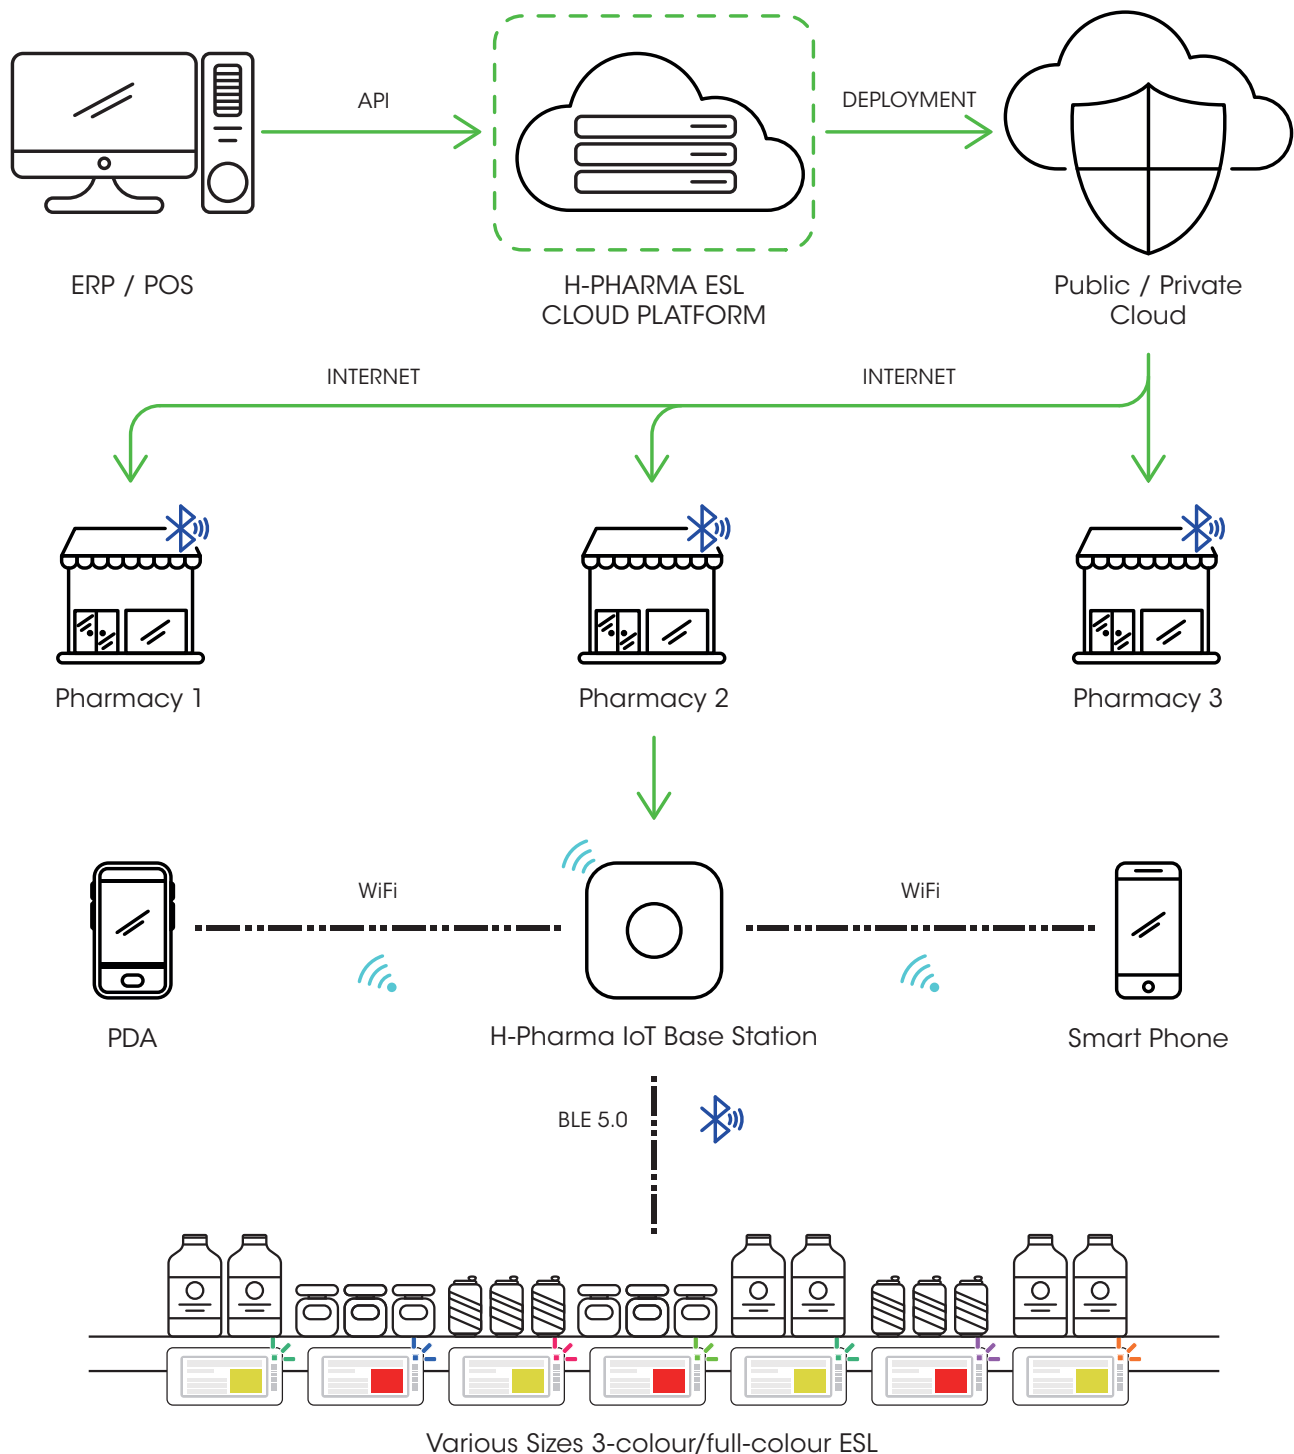 API
DEPLOYMENT
ERP / POS
H-PHARMA ESL
CLOUD PLATFORM
Public / Private
Cloud
INTERNET
INTERNET
Pharmacy 1
Pharmacy 2
Pharmacy 3
WiFi
WiFi
PDA
H-Pharma IoT Base Station
Smart Phone
BLE 5.0
Various Sizes 3-colour/full-colour ESL